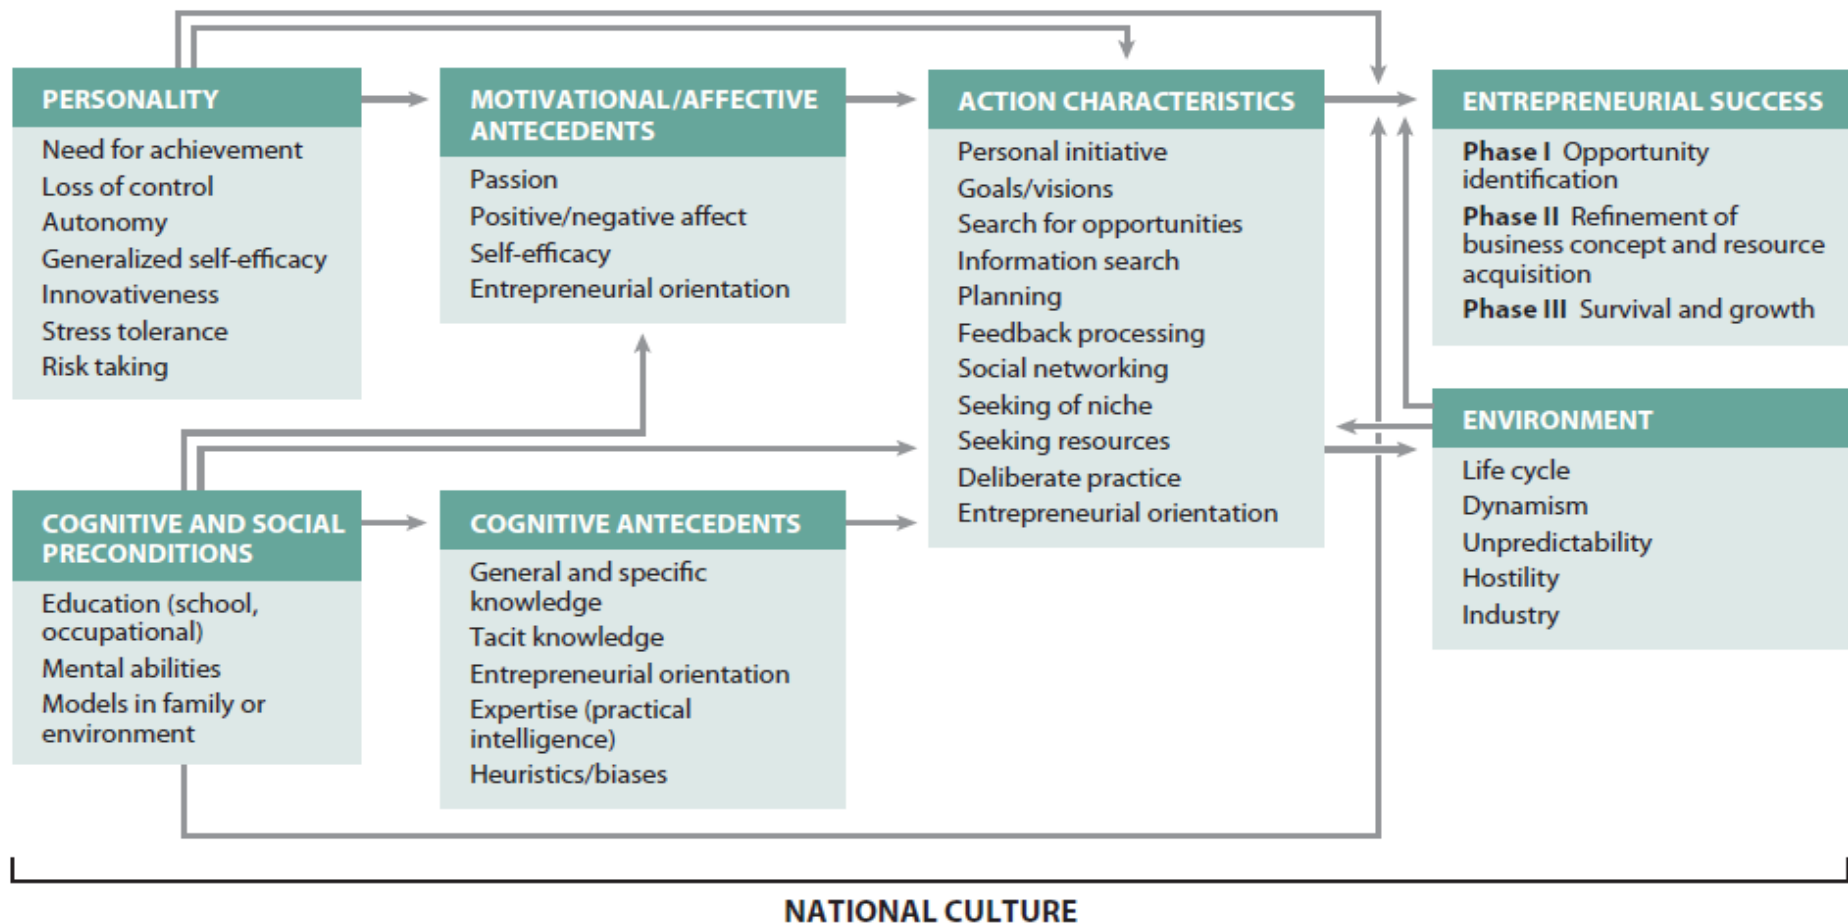 PERSONALITY
Need for achievement
Loss of control
Autonomy
Generalized self-efficacy
Innovativeness
Stress tolerance
Risk taking
MOTIVATIONAL/AFFECTIVE
ANTECEDENTS
Passion
Positive/negative affect
Self-efficacy
Entrepreneurial orientation
ACTION CHARACTERISTICS
Personal initiative
Goals/visions
Search for opportunities
Information search
Planning
Feedback processing
Social networking
Seeking of niche
Seeking resources
Deliberate practice
Entrepreneurial orientation
ENTREPRENEURIAL SUCCESS
Phase I Opportunity
identification
Phase II Refinement of
business concept and resource
acquisition
Phase III Survival and growth
ENVIRONMENT
Life cycle
Dynamism
Unpredictability
Hostility
Industry
COGNITIVE AND SOCIAL
PRECONDITIONS
Education (school,
occupational)
Mental abilities
Models in family or
environment
COGNITIVE ANTECEDENTS
General and specific
knowledge
Tacit knowledge
Entrepreneurial orientation
Expertise (practical
intelligence)
Heuristics/biases
NATIONAL CULTURE